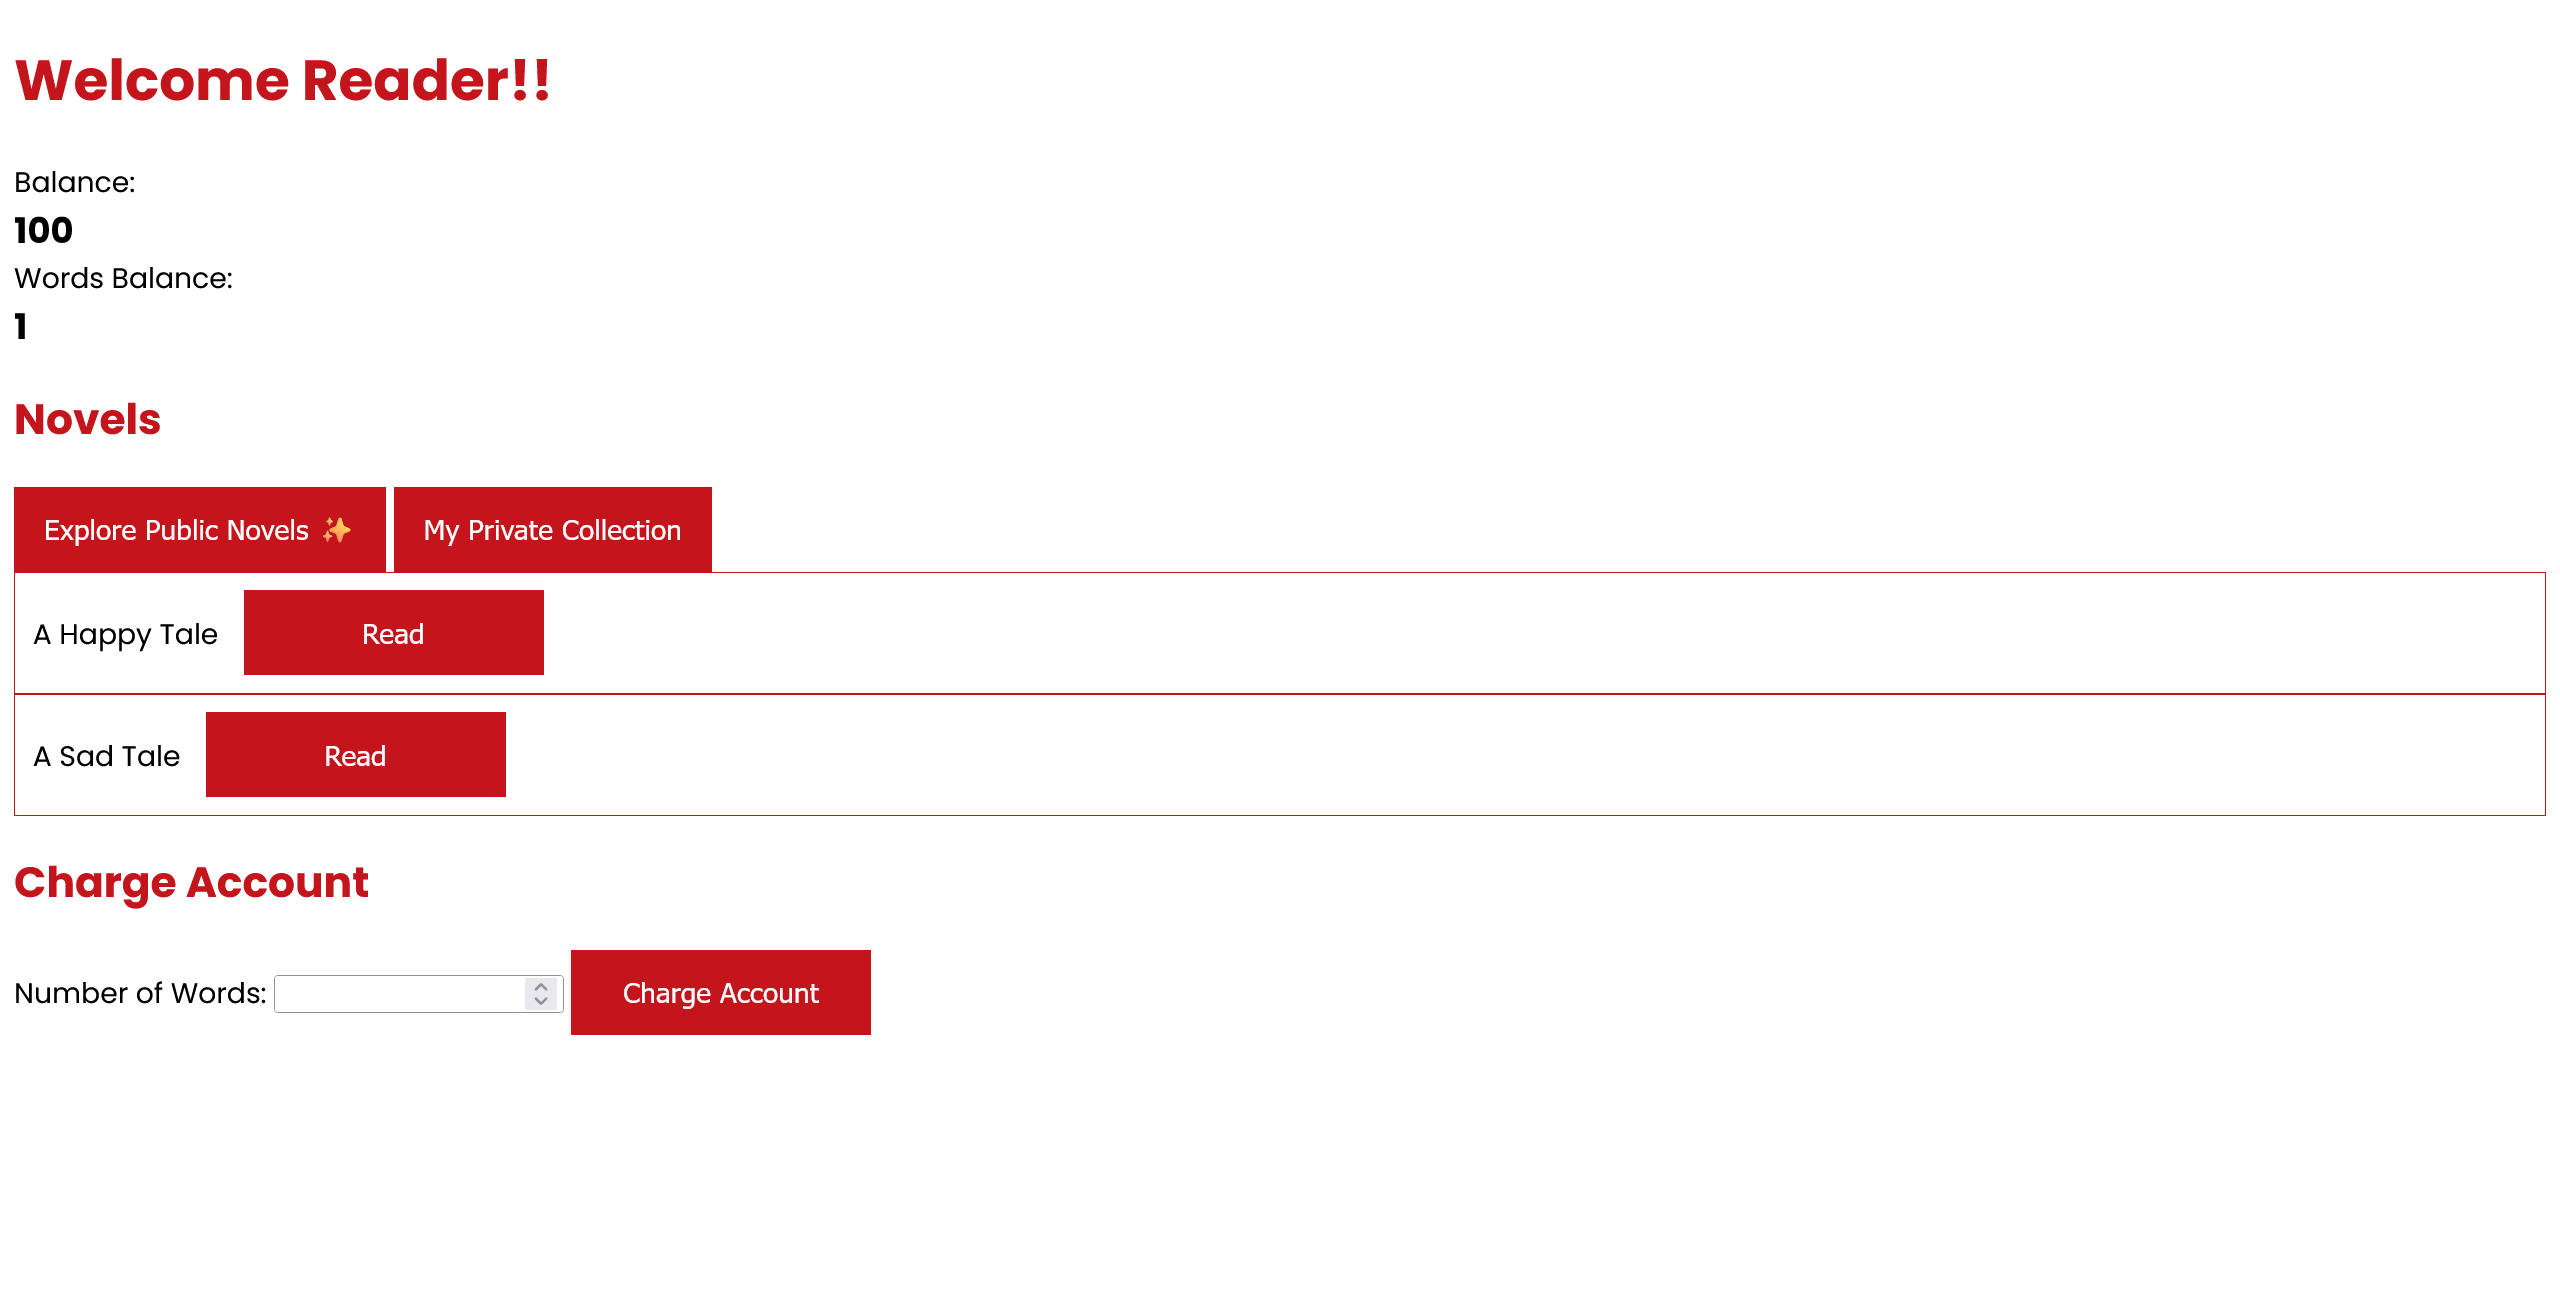 Welcome Reader!!
Balance:
100
Words Balance:
1
Novels
Explore Public Novels ✨ My Private Collection
A Happy Tale Read
A Sad Tale Read
Charge Account
Number of Words: Charge Account